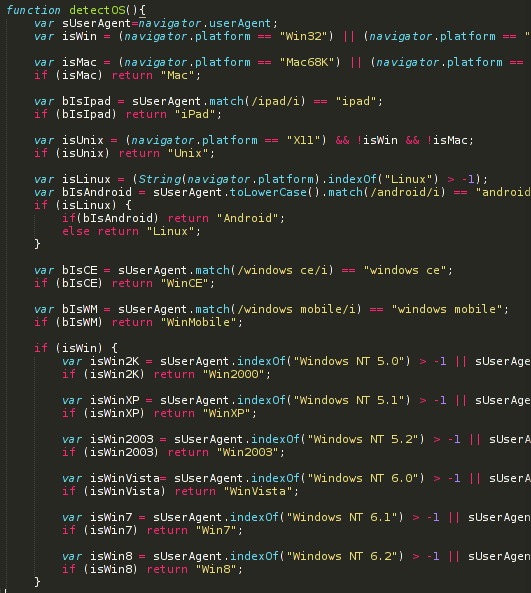 function detectOS(){
var sUserAgent=navigator.userAgent;
var isWin = (navigator.platform == "Win32") || (navigator.platform == "
var isMac = (navigator.platform == "Mac68K") || (navigator.platform ==
if (isMac) return "Mac";
var bIsIpad = sUserAgent.match(/ipad/i) == "ipad";
if (bIsIpad) return "iPad";
var isUnix = (navigator.platform == "X11") && !isWin && !isMac;
if (isUnix) return "Unix";
var isLinux = (String(navigator.platform).indexOf("Linux") > -1);
var bIsAndroid = sUserAgent.toLowerCase().match(/android/i) == "android
if (isLinux) {
if(bIsAndroid) return "Android";
else return "Linux";
}
var bIsCE = sUserAgent.match(/windows ce/i) == "windows ce";
if (bIsCE) return "WinCE";
var bIsWM = sUserAgent.match(/windows mobile/i) == "windows mobile";
if (bIsWM) return "WinMobile";
if (isWin) {
var isWin2K = sUserAgent.indexOf("Windows NT 5.0") > -1 || sUserAge
if (isWin2K) return "Win2000";
var isWinXP = sUserAgent.indexOf("Windows NT 5.1") > -1 || sUserAge
if (isWinXP) return "WinXP";
var isWin2003 = sUserAgent.indexOf("Windows NT 5.2") > -1 || sUserA
if (isWin2003) return "Win2003";
var isWinVista= sUserAgent.indexOf("Windows NT 6.0") > -1 || sUserA
if (isWinVista) return "WinVista";
var isWin7 = sUserAgent.indexOf("Windows NT 6.1") > -1 || sUserAgen
if (isWin7) return "Win7";
var isWin8 = sUserAgent.indexOf("Windows NT 6.2") > -1 || sUserAgen
if (isWin8) return "Win8";
}